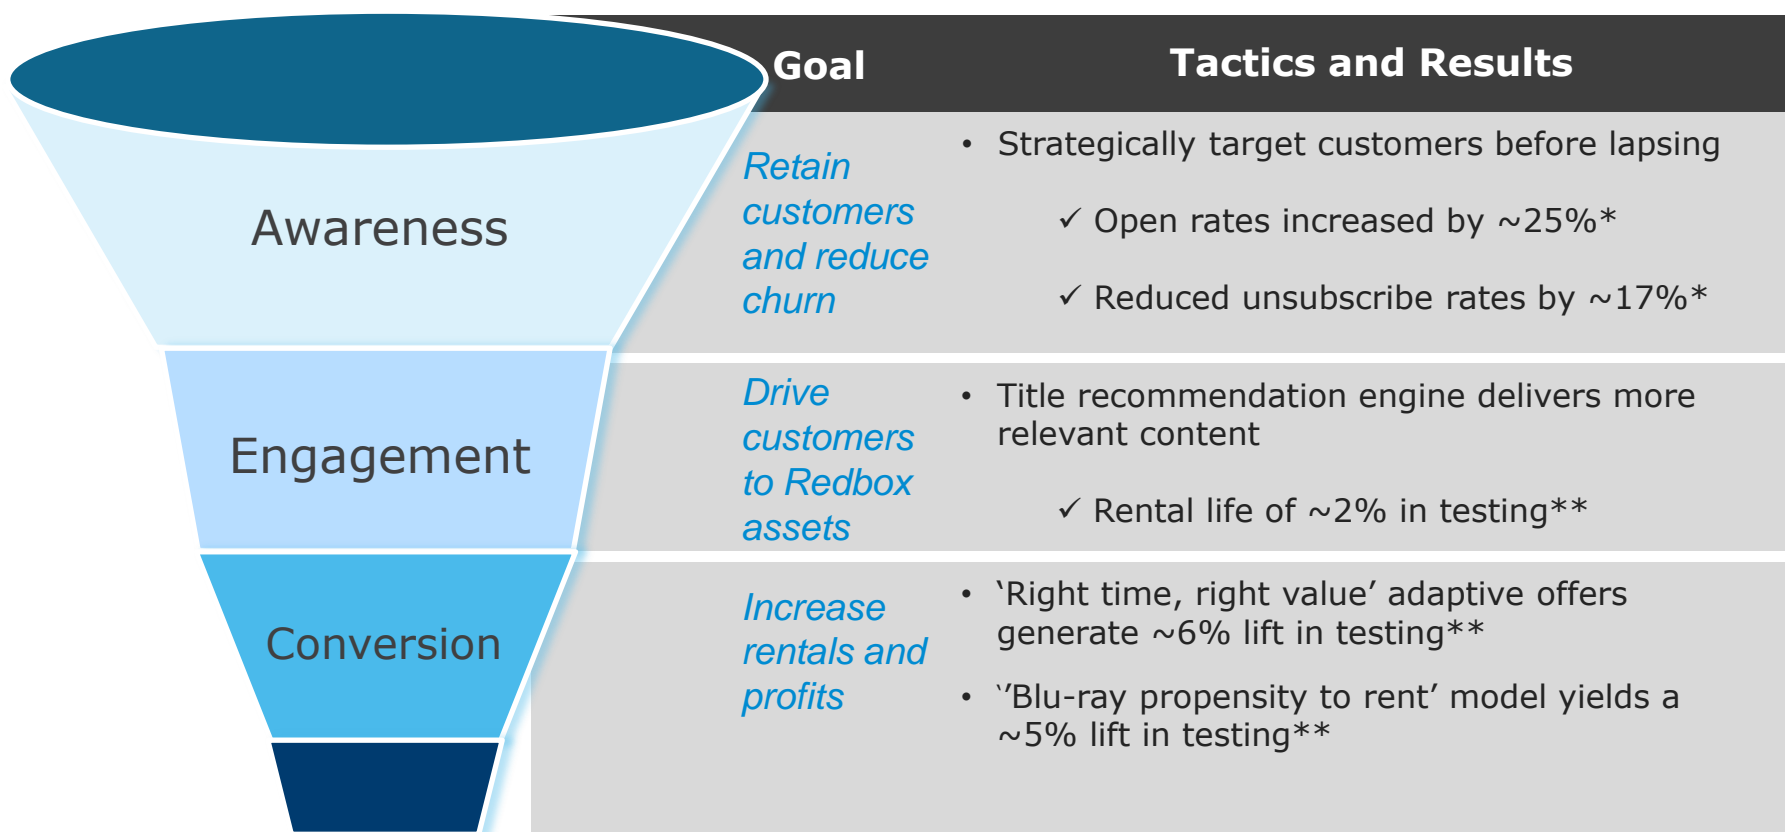 Goal
Tactics and Results
Awareness
Retain
customers
and reduce
churn
• Strategically target customers before lapsing
✓ Open rates increased by ~25%*
✓ Reduced unsubscribe rates by ~17%*
Engagement
Drive
customers
to Redbox
assets
• Title recommendation engine delivers more
relevant content
✓ Rental life of ~2% in testing**
Conversion
Increase
rentals and
profits
• ‘Right time, right value’ adaptive offers
generate ~6% lift in testing**
• ‘’Blu-ray propensity to rent’ model yields a
~5% lift in testing**